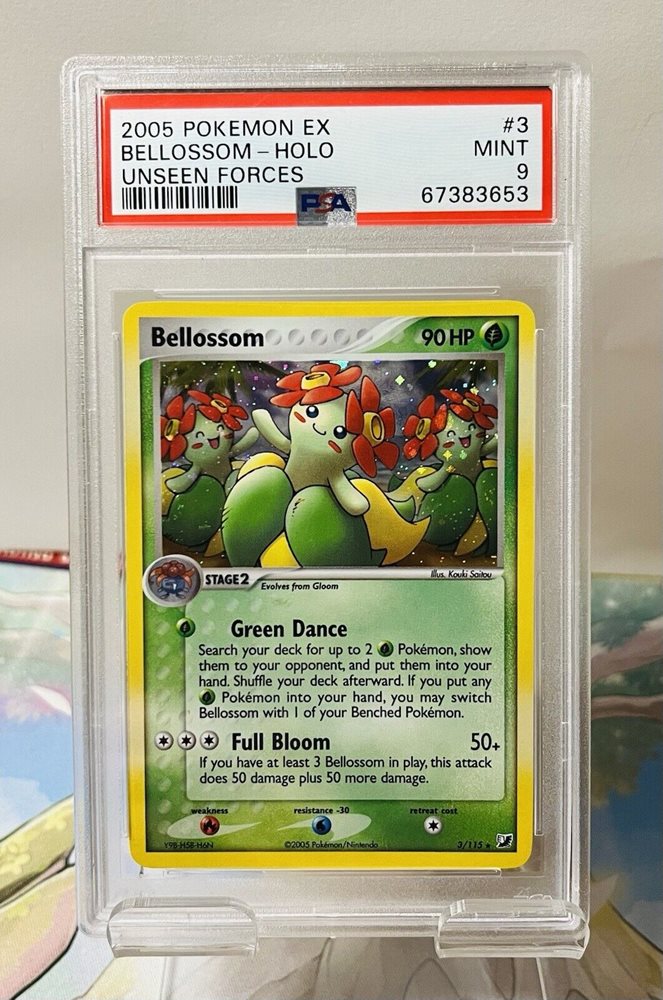 2005 POKEMON EX #3
BELLOSSOM – HOLO MINT
UNSEEN FORCES 9
PSA 67383653
Bellossom 90 HP
STAGE2 Evolves from Gloom
Illus. Kouki Saitou
Green Dance
Search your deck for up to 2 Pokémon, show
them to your opponent, and put them into your
hand. Shuffle your deck afterward. If you put any
Pokémon into your hand, you may switch
Bellossom with 1 of your Benched Pokémon.
Full Bloom 50+
If you have at least 3 Bellossom in play, this attack
does 50 damage plus 50 more damage.
weakness resistance -30 retreat cost
Y9B-H5B-H6N ©2005 Pokémon/Nintendo 3/115 ★